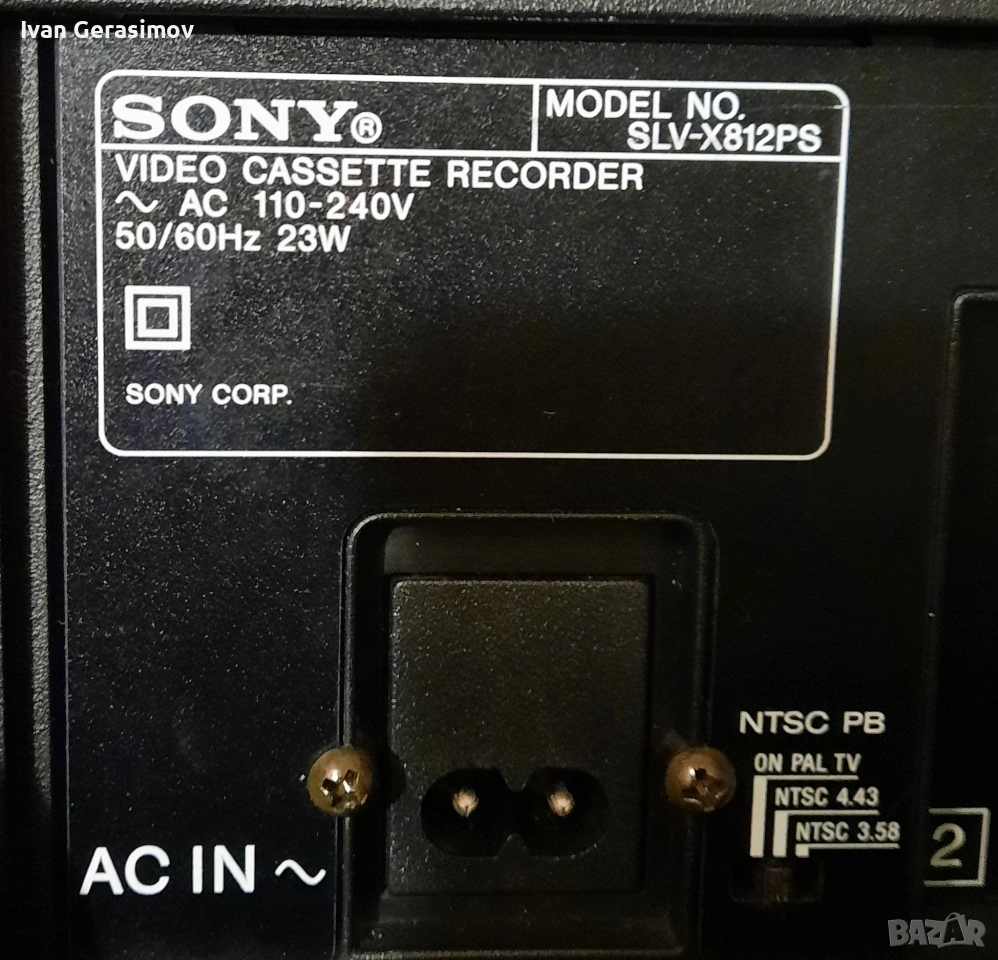 Ivan Gerasimov
SONY®
MODEL NO.
SLV-X812PS
VIDEO CASSETTE RECORDER
~ AC 110-240V
50/60Hz 23W
SONY CORP.
NTSC PB
ON PAL TV
NTSC 4.43
NTSC 3.58
2
AC IN ~
BAZAR